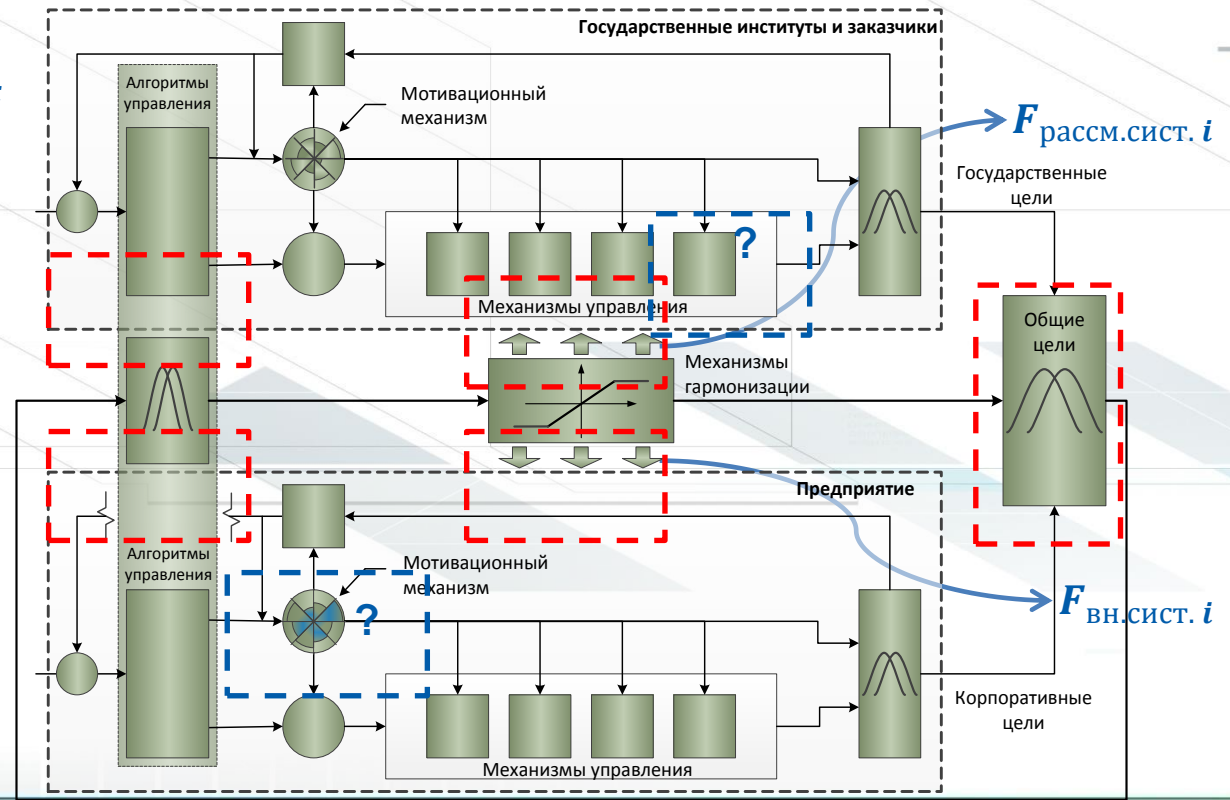 Государственные институты и заказчики
Алгоритмы
управления
Мотивационный
механизм
F рассм.сист. i
Государственные
цели
?
Механизмы управления
Общие
цели
Механизмы
гармонизации
Предприятие
Алгоритмы
управления
Мотивационный
механизм
?
F вн.сист. i
Корпоративные
цели
Механизмы управления